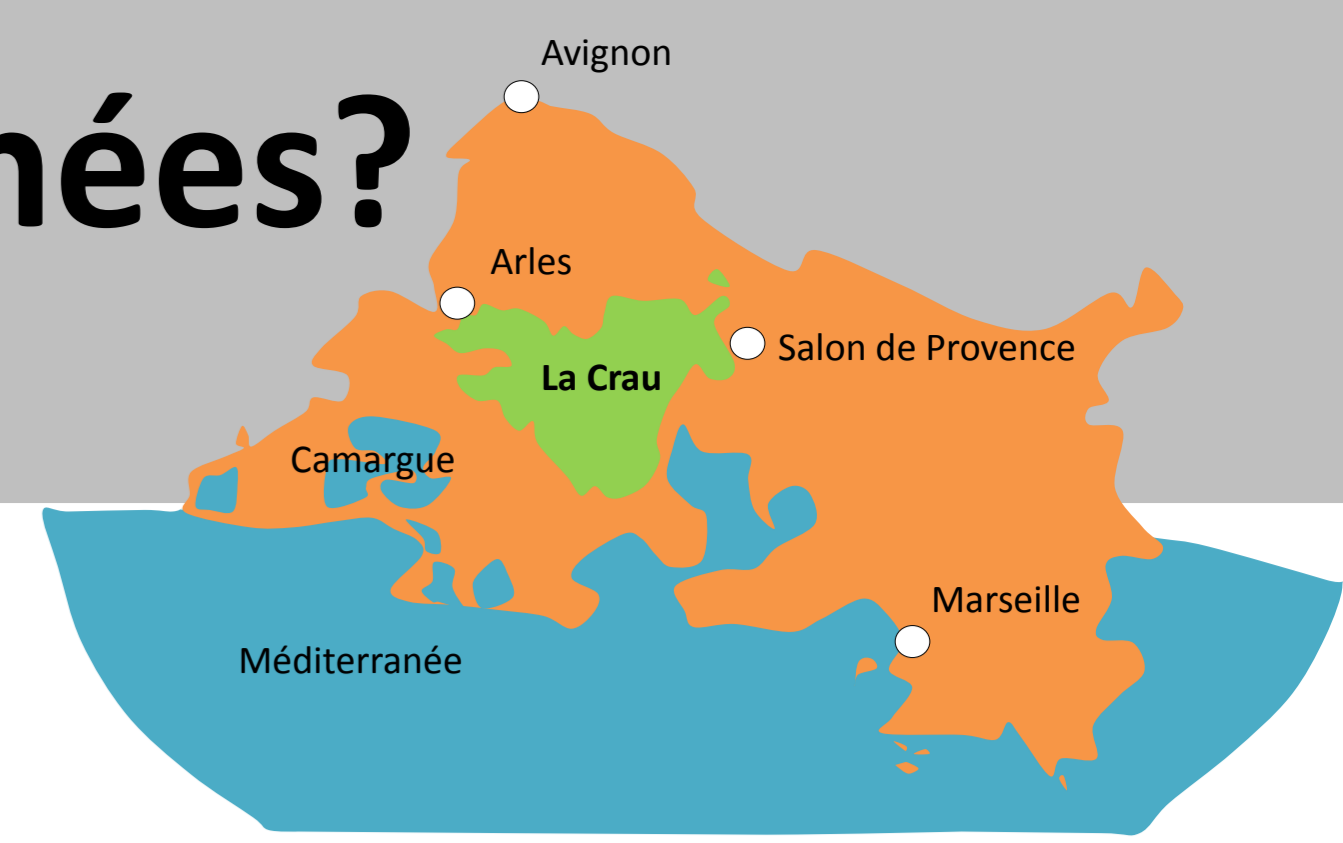 Avignon
nées?
Arles
Salon de Provence
La Crau
Camargue
Marseille
Méditerranée